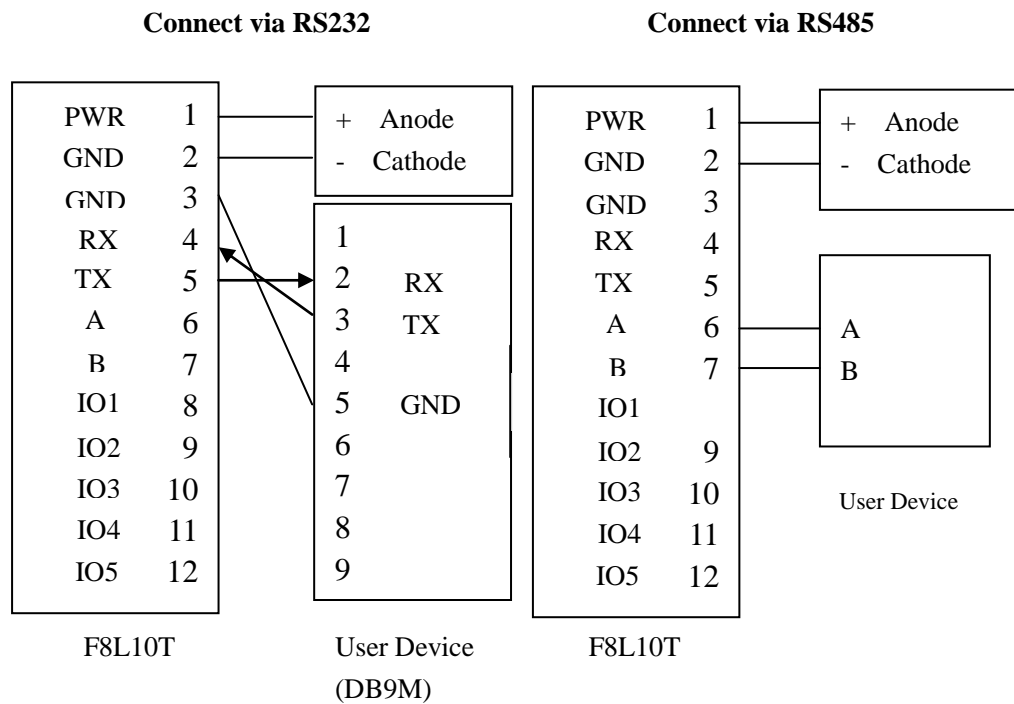 Connect via RS232
Connect via RS485
PWR 1
GND 2
GND 3
RX 4
TX 5
A 6
B 7
IO1 8
IO2 9
IO3 10
IO4 11
IO5 12
F8L10T
+ Anode
- Cathode
1
2 RX
3 TX
4
5 GND
6
7
8
9
User Device
(DB9M)
PWR 1
GND 2
GND 3
RX 4
TX 5
A 6
B 7
IO1
IO2 9
IO3 10
IO4 11
IO5 12
F8L10T
+ Anode
- Cathode
A
B
User Device